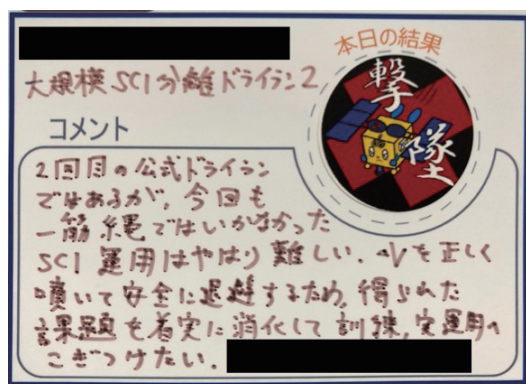 本日の結果
撃
墜
大規模SCI分離ドライラン2
コメント
2回目の公式ドライラン
ではあるが、今回も
一筋縄ではいかなかった
SCI運用はやはり難しい. ΔVを正しく
噴いて安全に退避するため, 得られた
課題を着実に消化して訓練, 実運用へ
こぎつけたい.